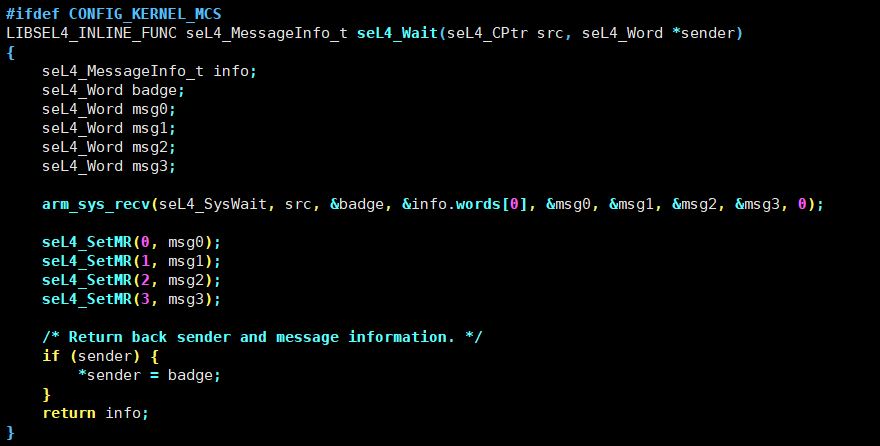 #ifdef CONFIG_KERNEL_MCS
LIBSEL4_INLINE_FUNC seL4_MessageInfo_t seL4_Wait(seL4_CPtr src, seL4_Word *sender)
{
    seL4_MessageInfo_t info;
    seL4_Word badge;
    seL4_Word msg0;
    seL4_Word msg1;
    seL4_Word msg2;
    seL4_Word msg3;

    arm_sys_recv(seL4_SysWait, src, &badge, &info.words[0], &msg0, &msg1, &msg2, &msg3, 0);

    seL4_SetMR(0, msg0);
    seL4_SetMR(1, msg1);
    seL4_SetMR(2, msg2);
    seL4_SetMR(3, msg3);

    /* Return back sender and message information. */
    if (sender) {
        *sender = badge;
    }
    return info;
}